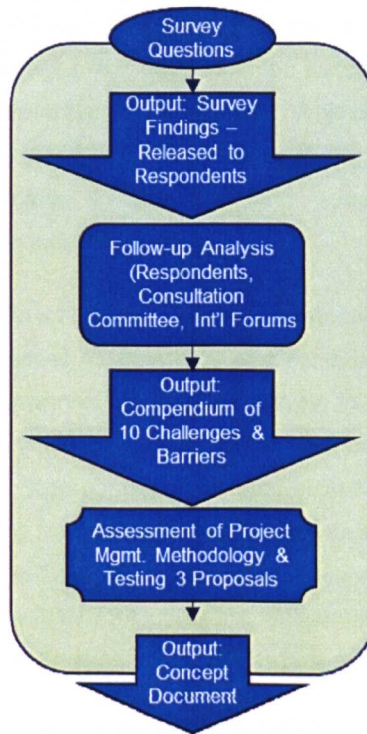 Survey
Questions
Output: Survey
Findings –
Released to
Respondents
Follow-up Analysis
(Respondents,
Consultation
Committee, Int'l Forums
Output:
Compendium of
10 Challenges &
Barriers
Assessment of Project
Mgmt. Methodology &
Testing 3 Proposals
Output:
Concept
Document